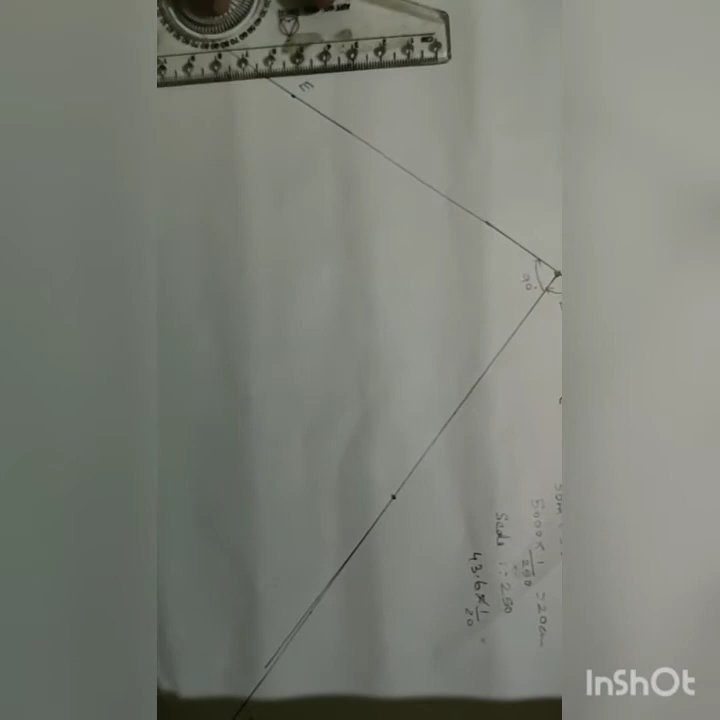 E
90°
50m
5000 x 1/250 = 20cm
Scale 1:250
43.6 x 1/20 =
InShOt